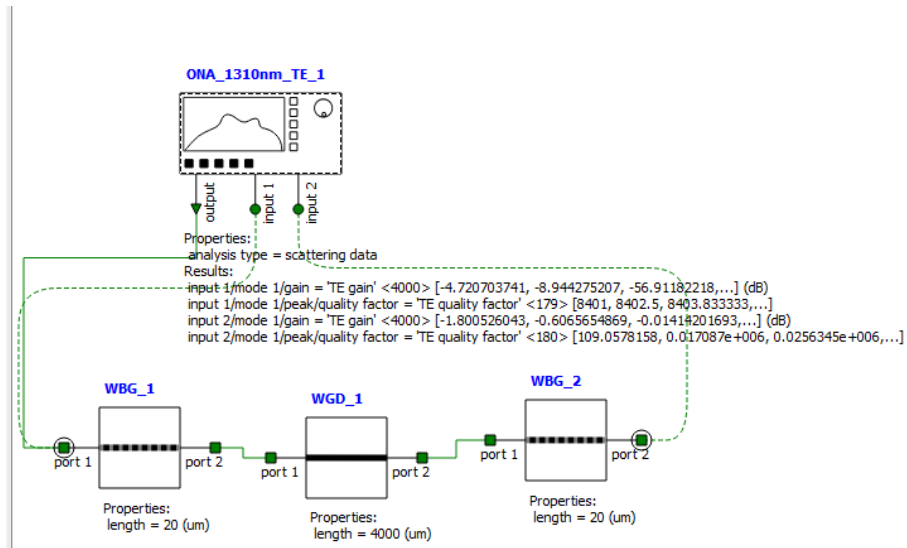 ONA_1310nm_TE_1
output
input 1
input 2
Properties:
analysis type = scattering data
Results:
input 1/mode 1/gain = 'TE gain' <4000> [-4.720703741, -8.944275207, -56.91182218,...] (dB)
input 1/mode 1/peak/quality factor = 'TE quality factor' <179> [8401, 8402.5, 8403.833333,...]
input 2/mode 1/gain = 'TE gain' <4000> [-1.800526043, -0.6065654869, -0.01414201693,...] (dB)
input 2/mode 1/peak/quality factor = 'TE quality factor' <180> [109.0578158, 0.017087e+006, 0.0256345e+006,...]
WBG_1
port 1
port 2
Properties:
length = 20 (um)
WGD_1
port 1
port 2
Properties:
length = 4000 (um)
WBG_2
port 1
port 2
Properties:
length = 20 (um)